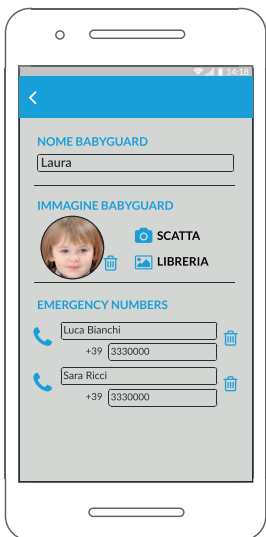 14:18
NOME BABYGUARD
Laura
IMMAGINE BABYGUARD
SCATTA
LIBRERIA
EMERGENCY NUMBERS
Luca Bianchi
+39 3330000
Sara Ricci
+39 3330000